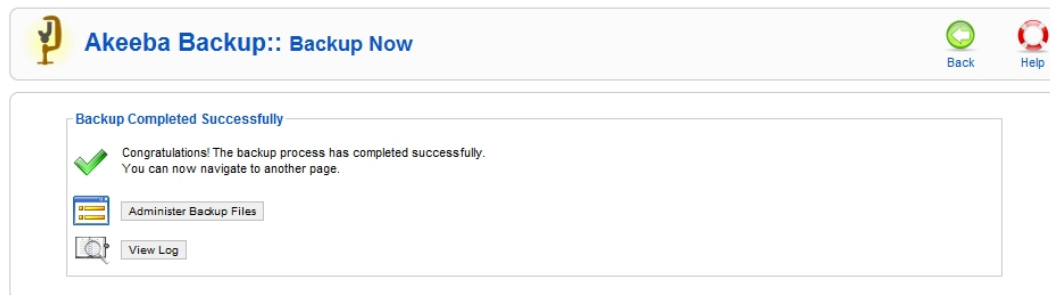 Akeeba Backup:: Backup Now
Back
Help
Backup Completed Successfully
Congratulations! The backup process has completed successfully.
You can now navigate to another page.
Administer Backup Files
View Log